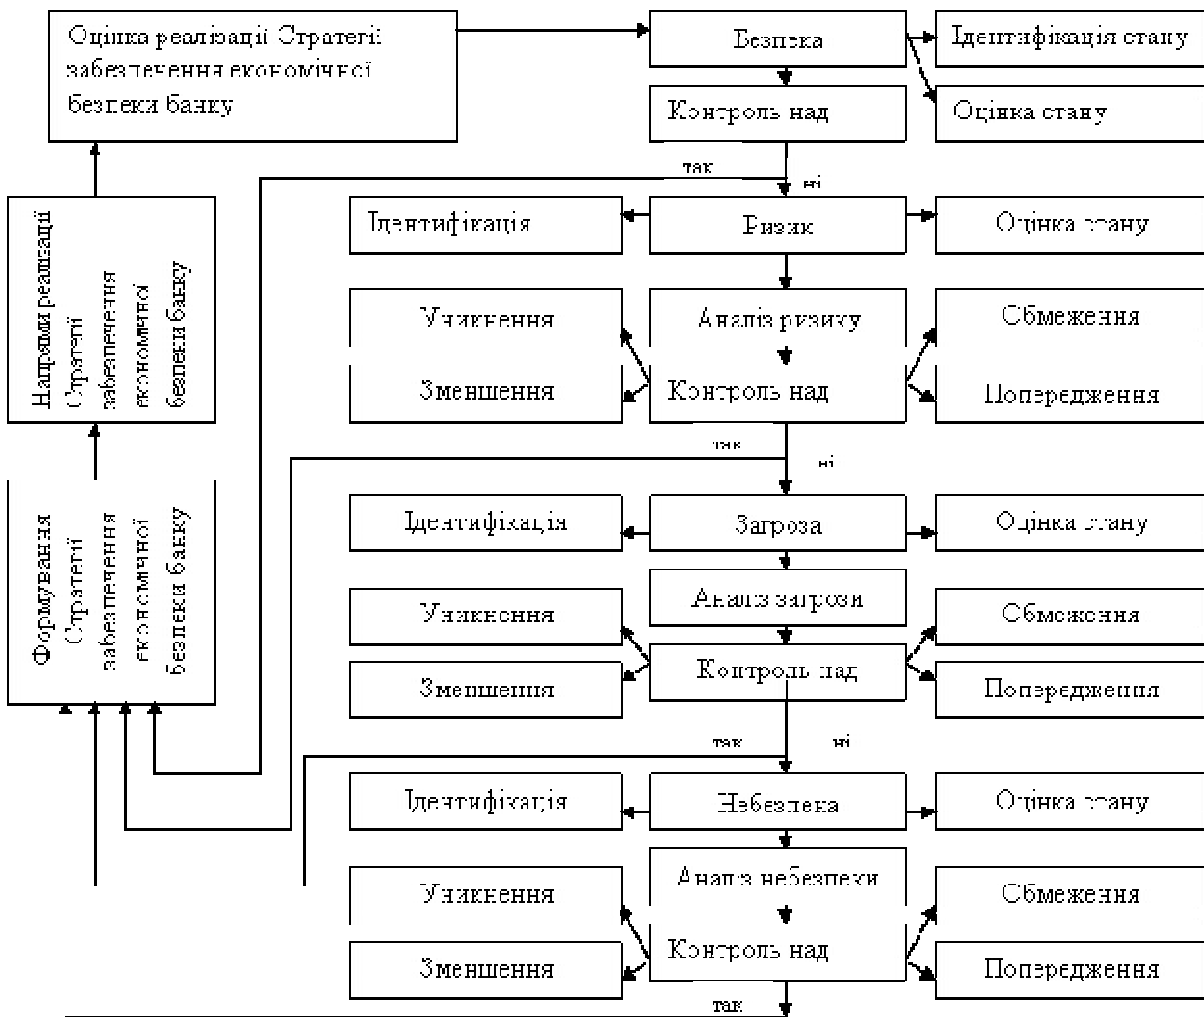 Оцінка реалізації Стратегії
забезпечення економічної
безпеки банку
Безпека
Ідентифікація стану
Контроль над
Оцінка стану
так
ні
Ідентифікація
Ризик
Оцінка стану
Напрями реалізації
Стратегії
забезпечення
економічної
безпеки банку
Уникнення
Аналіз ризику
Обмеження
Зменшення
Контроль над
Попередження
так
ні
Формування
Стратегії
забезпечення
економічної
безпеки банку
Ідентифікація
Загроза
Оцінка стану
Уникнення
Аналіз загрози
Обмеження
Зменшення
Контроль над
Попередження
так
ні
Ідентифікація
Небезпека
Оцінка стану
Уникнення
Аналіз небезпеки
Обмеження
Зменшення
Контроль над
Попередження
так